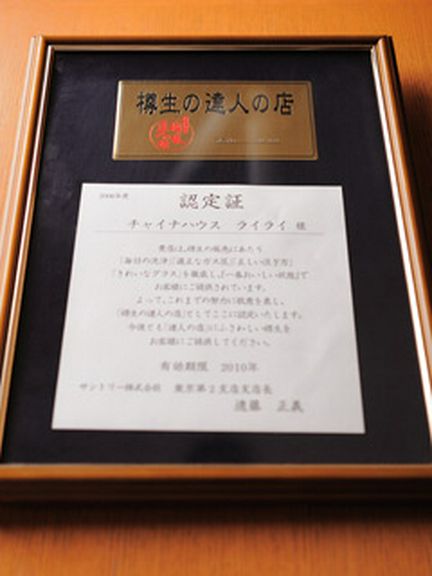 樽生の達人の店
認定証
チャイナハウス ライライ 様
貴店は、樽生の販売にあたり
「毎日の洗浄」「適正なガス圧」「正しい注ぎ方」
「きれいなグラス」を徹底し、「一番おいしい状態」で
お客様にご提供されています。
よって、これまでの努力に敬意を表し、
「樽生の達人の店」としてここに認定いたします。
今後とも「達人の店」にふさわしい樽生を
お客様にご提供してください。
有効期限 2010年
サントリー株式会社 東京第2支店支店長
遠藤 正義